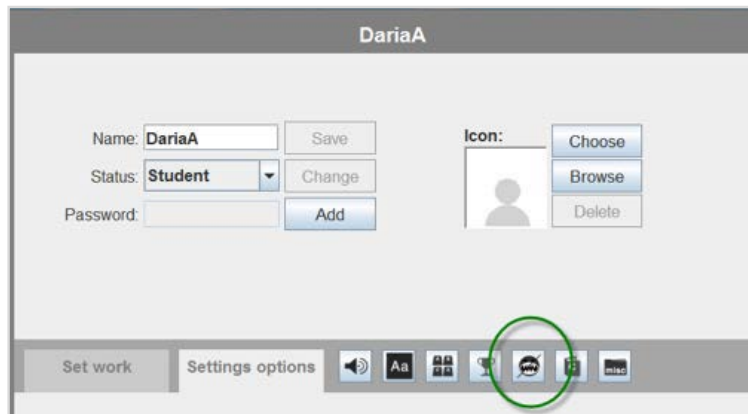 DariaA
Name: DariaA Save
Status: Student Change
Password: Add
Icon:
Choose
Browse
Delete
Set work Settings options Aa misc